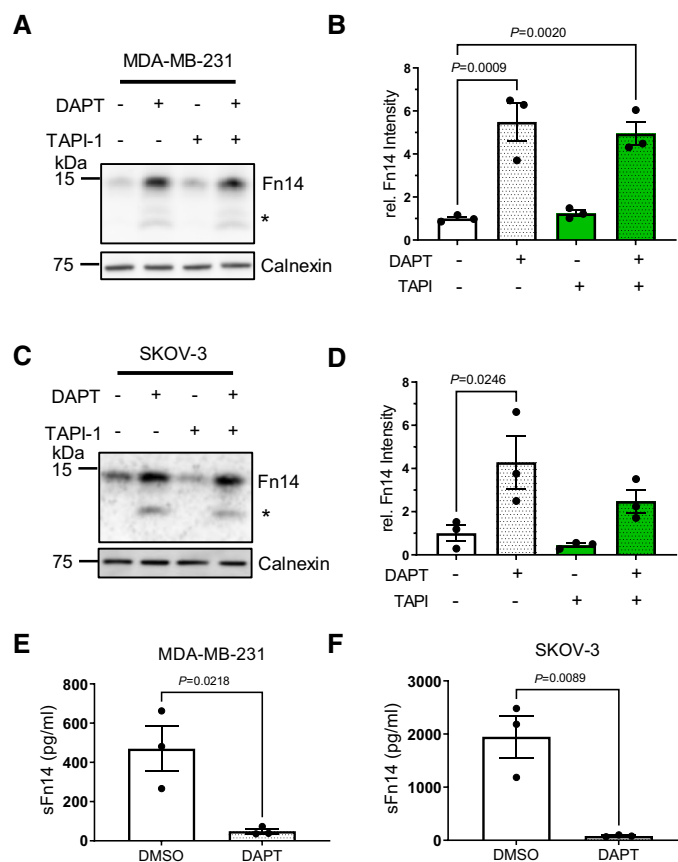 A
MDA-MB-231
DAPT - + - +
TAPI-1 - - + +
kDa
15
Fn14
*
75
Calnexin
B
P=0.0020
P=0.0009
rel. Fn14 Intensity
8
6
4
2
0
DAPT - + - +
TAPI - - + +
C
SKOV-3
DAPT - + - +
TAPI-1 - - + +
kDa
15
Fn14
*
75
Calnexin
D
P=0.0246
rel. Fn14 Intensity
8
6
4
2
0
DAPT - + - +
TAPI - - + +
E
MDA-MB-231
P=0.0218
sFn14 (pg/ml)
800
600
400
200
0
DMSO DAPT
F
SKOV-3
P=0.0089
sFn14 (pg/ml)
3000
2000
1000
0
DMSO DAPT